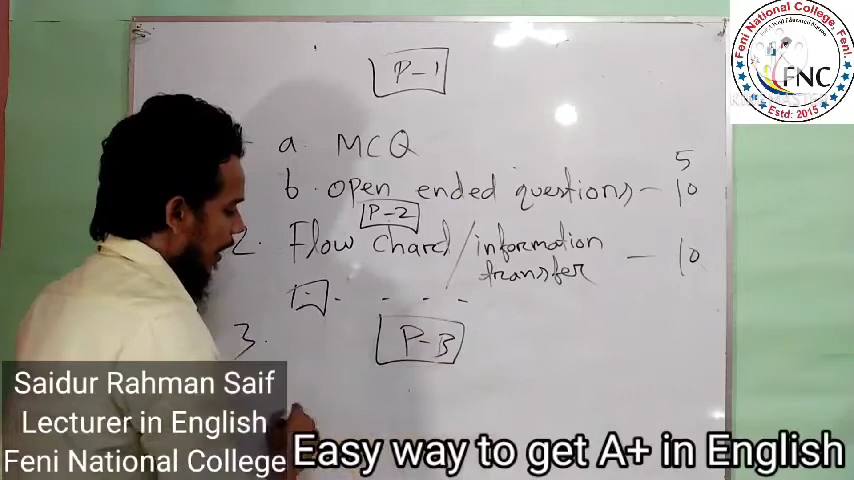 P-1
a. MCQ
5
b. open ended questions - 10
P-2
2. Flow chard/information transfer - 10
3.
P-3
Feni National College, Feni.
FNC
Estd: 2015
Saidur Rahman Saif
Lecturer in English
Feni National College
Easy way to get A+ in English